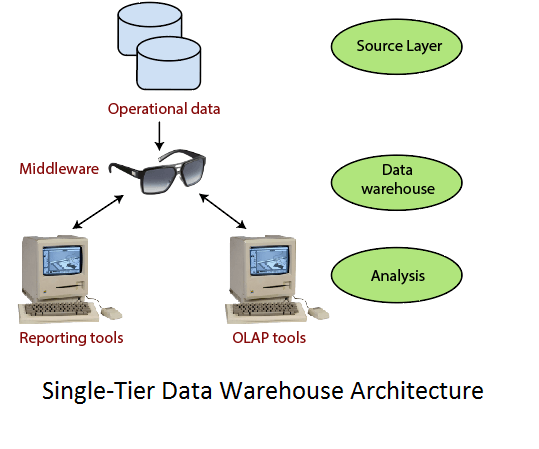 Source Layer
Operational data
Middleware
Data
warehouse
Analysis
Reporting tools
OLAP tools
Single-Tier Data Warehouse Architecture